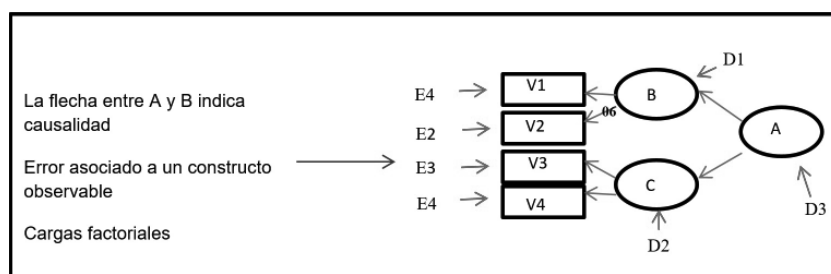 La flecha entre A y B indica
causalidad
Error asociado a un constructo
observable
Cargas factoriales
E4
E2
E3
E4
V1
V2
V3
V4
06
B
C
A
D1
D2
D3